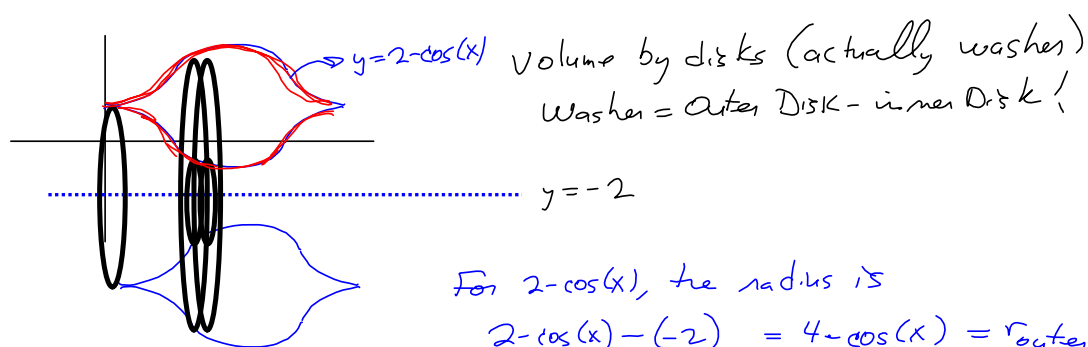 y=2-cos(x)
Volume by disks (actually washer)
Washer = Outer Disk - inner Disk!
y=-2
For 2-cos(x), the radius is
2-cos(x)-(-2) = 4-cos(x) = router